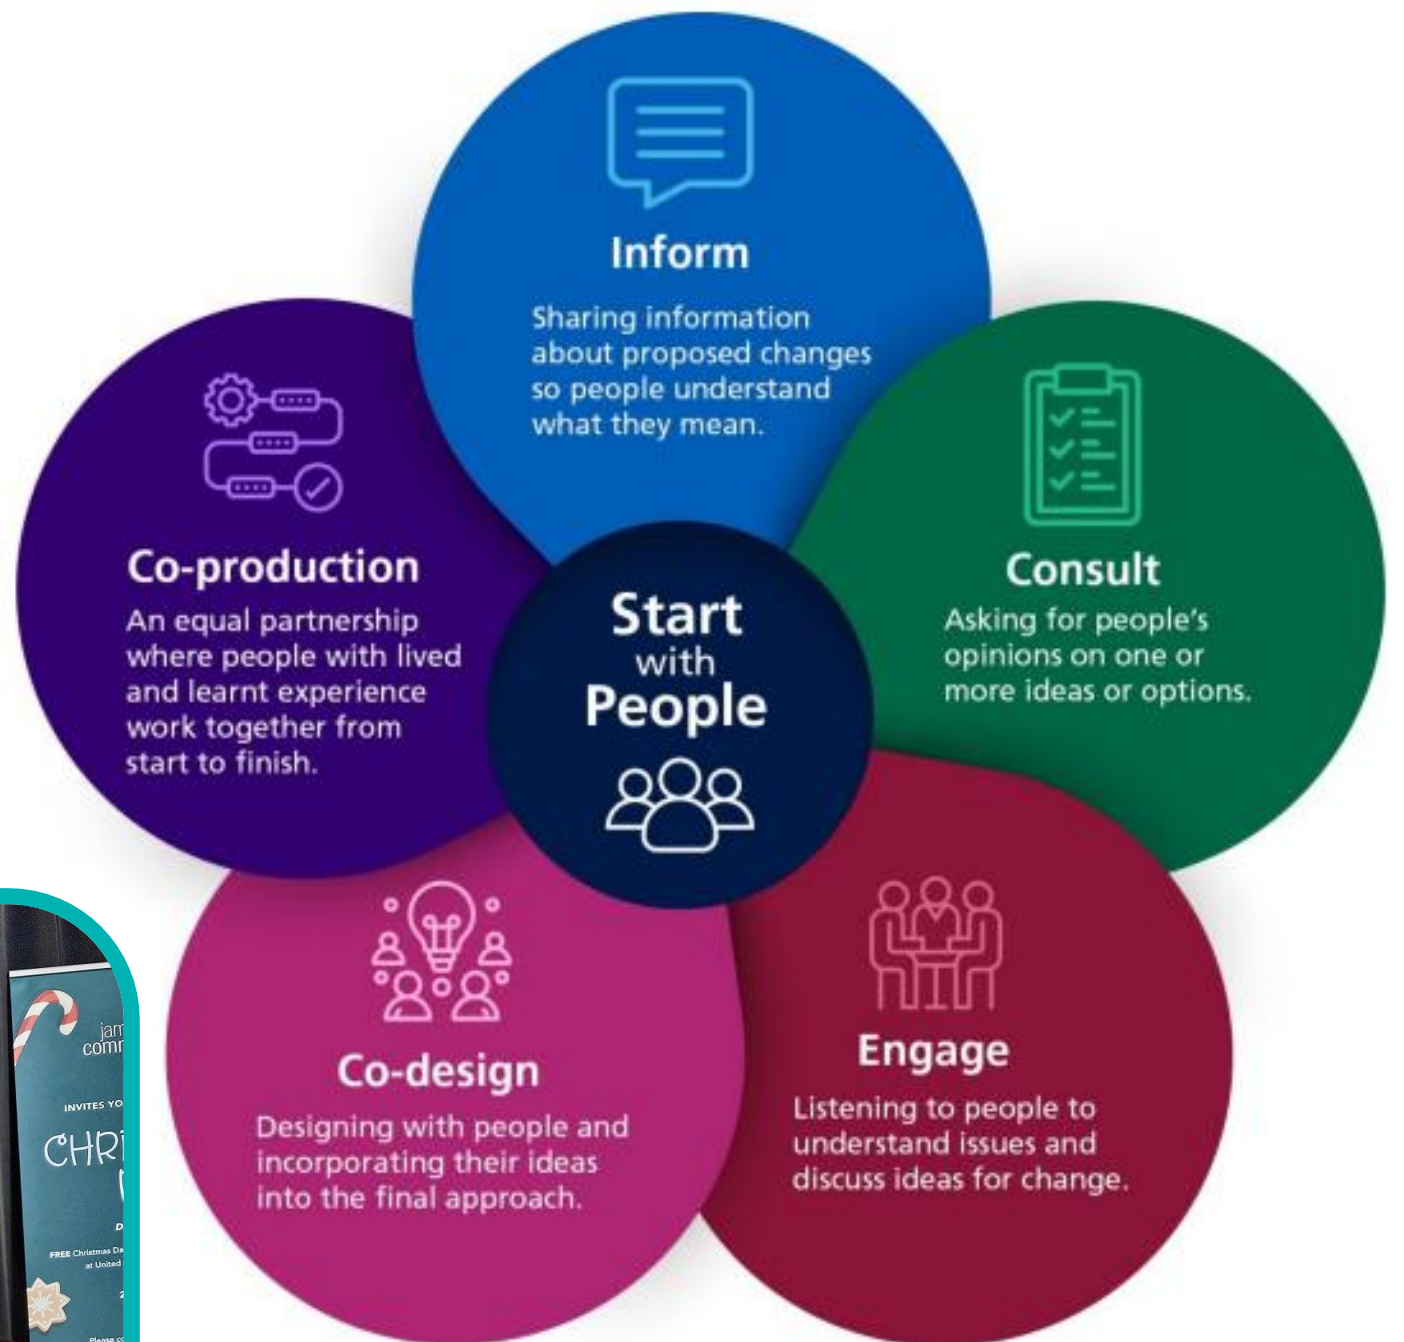 Inform
Sharing information
about proposed changes
so people understand
what they mean.
Consult
Asking for people's
opinions on one or
more ideas or options.
Engage
Listening to people to
understand issues and
discuss ideas for change.
Co-design
Designing with people and
incorporating their ideas
into the final approach.
Co-production
An equal partnership
where people with lived
and learnt experience
work together from
start to finish.
Start
with
People
INVITES
FREE Christmas
at United
Please